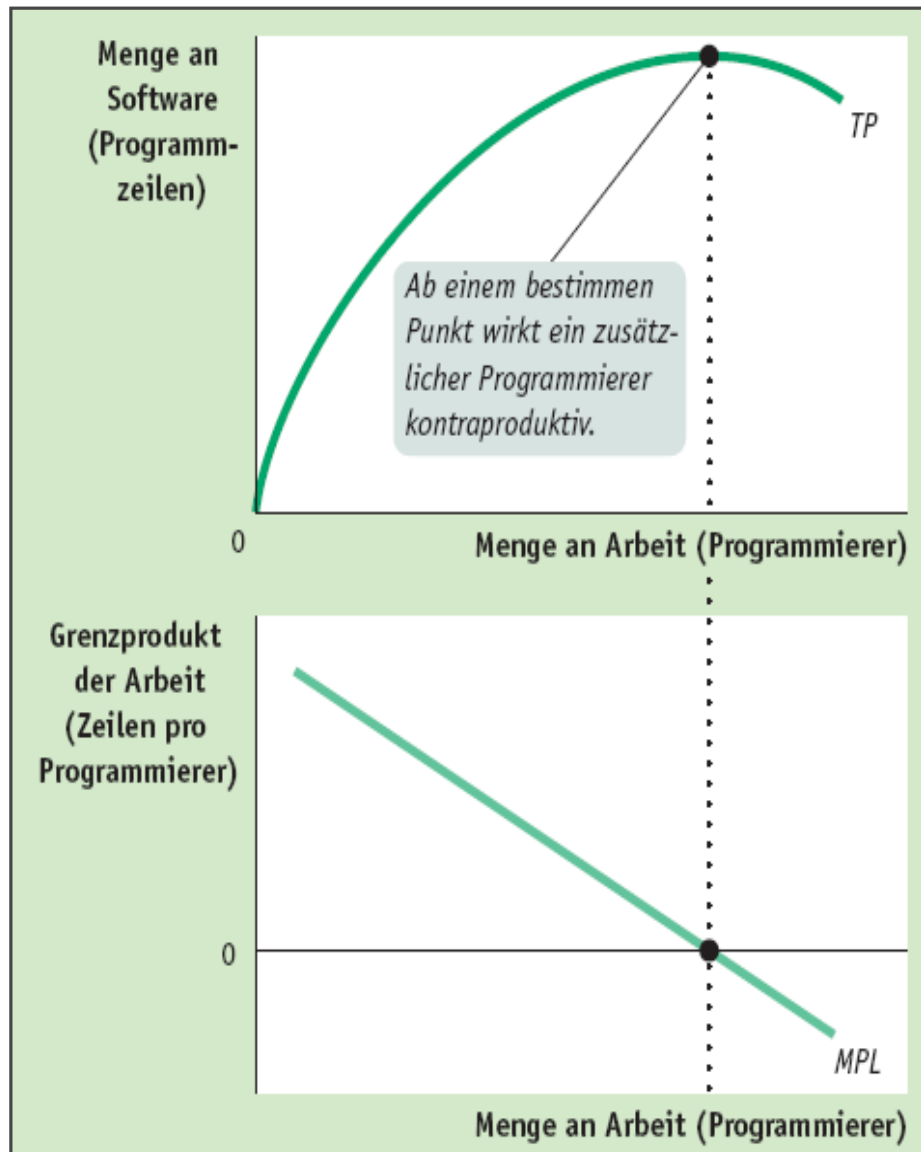 Menge an
Software
(Programm-
zeilen)
TP
Ab einem bestimmen
Punkt wirkt ein zusätz-
licher Programmierer
kontraproduktiv.
0
Menge an Arbeit (Programmierer)
Grenzprodukt
der Arbeit
(Zeilen pro
Programmierer)
0
MPL
Menge an Arbeit (Programmierer)